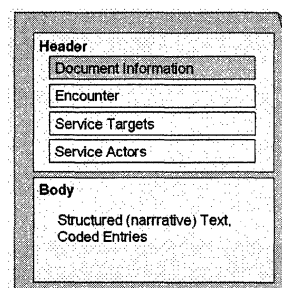 Header
Document Information
Encounter
Service Targets
Service Actors
Body
Structured (narrrative) Text,
Coded Entries